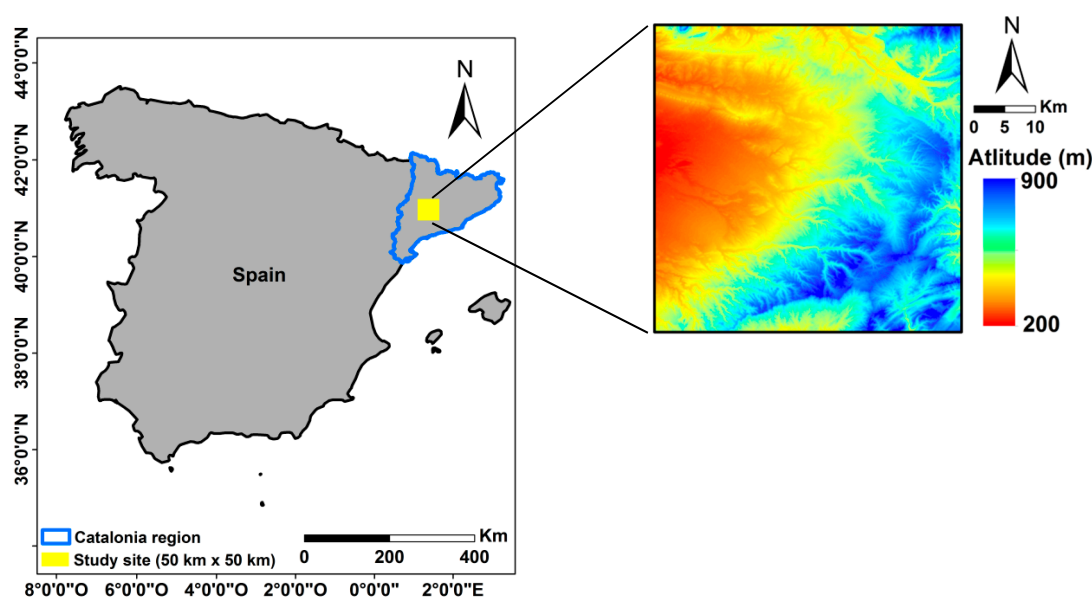 44°0'0"N
42°0'0"N
40°0'0"N
38°0'0"N
36°0'0"N
N
Spain
Catalonia region
Study site (50 km x 50 km)
Km
0 200 400
8°0'0"O 6°0'0"O 4°0'0"O 2°0'0"O 0°0'0" 2°0'0"E
N
Km
0 5 10
Atlitude (m)
900
200